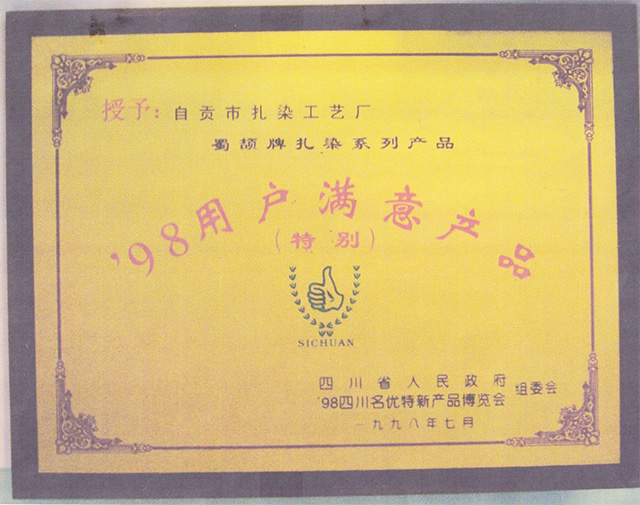 授予：自贡市扎染工艺厂
蜀颉牌扎染系列产品
'98用户满意产品
（特别）
SICHUAN
四川省人民政府
'98四川名优特新产品博览会 组委会
一九九八年七月